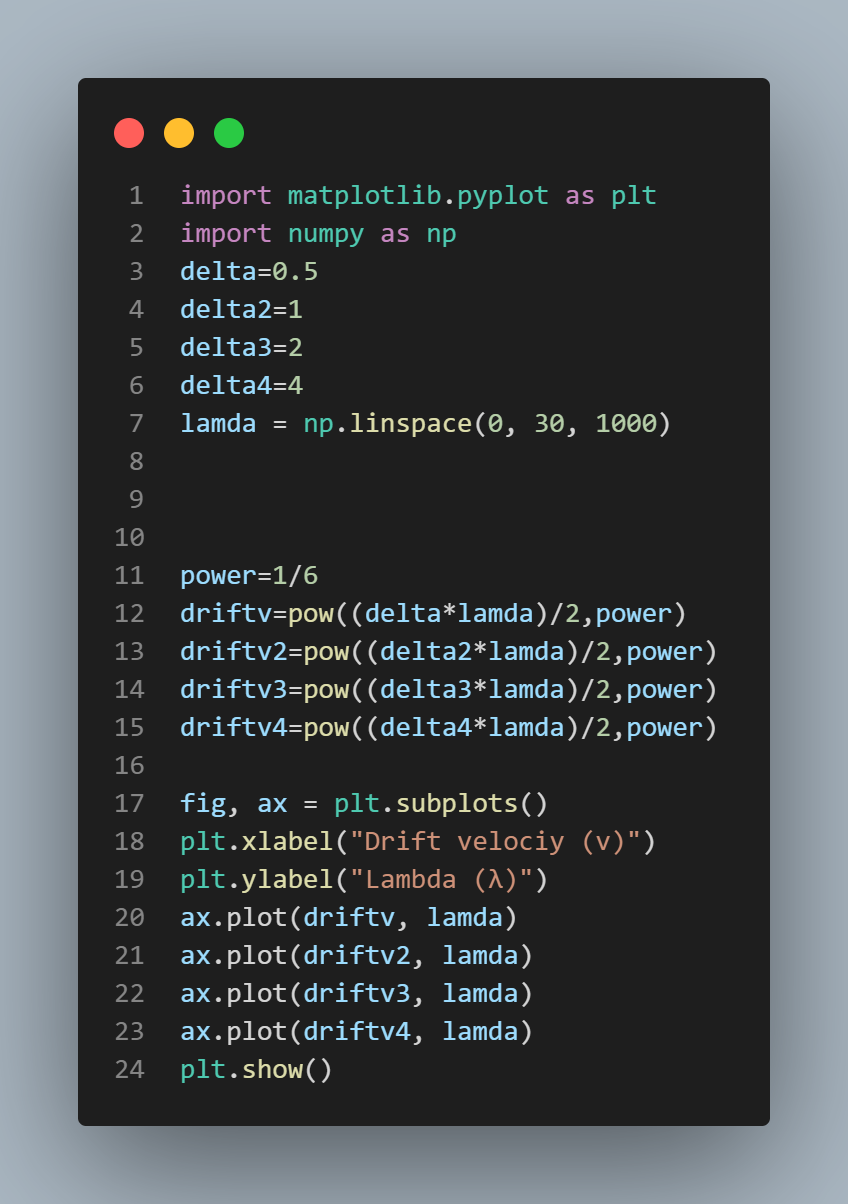 1 import matplotlib.pyplot as plt
2 import numpy as np
3 delta=0.5
4 delta2=1
5 delta3=2
6 delta4=4
7 lamda = np.linspace(0, 30, 1000)
8
9
10
11 power=1/6
12 driftv=pow((delta*lamda)/2,power)
13 driftv2=pow((delta2*lamda)/2,power)
14 driftv3=pow((delta3*lamda)/2,power)
15 driftv4=pow((delta4*lamda)/2,power)
16
17 fig, ax = plt.subplots()
18 plt.xlabel("Drift velociy (v)")
19 plt.ylabel("Lambda (λ)")
20 ax.plot(driftv, lamda)
21 ax.plot(driftv2, lamda)
22 ax.plot(driftv3, lamda)
23 ax.plot(driftv4, lamda)
24 plt.show()